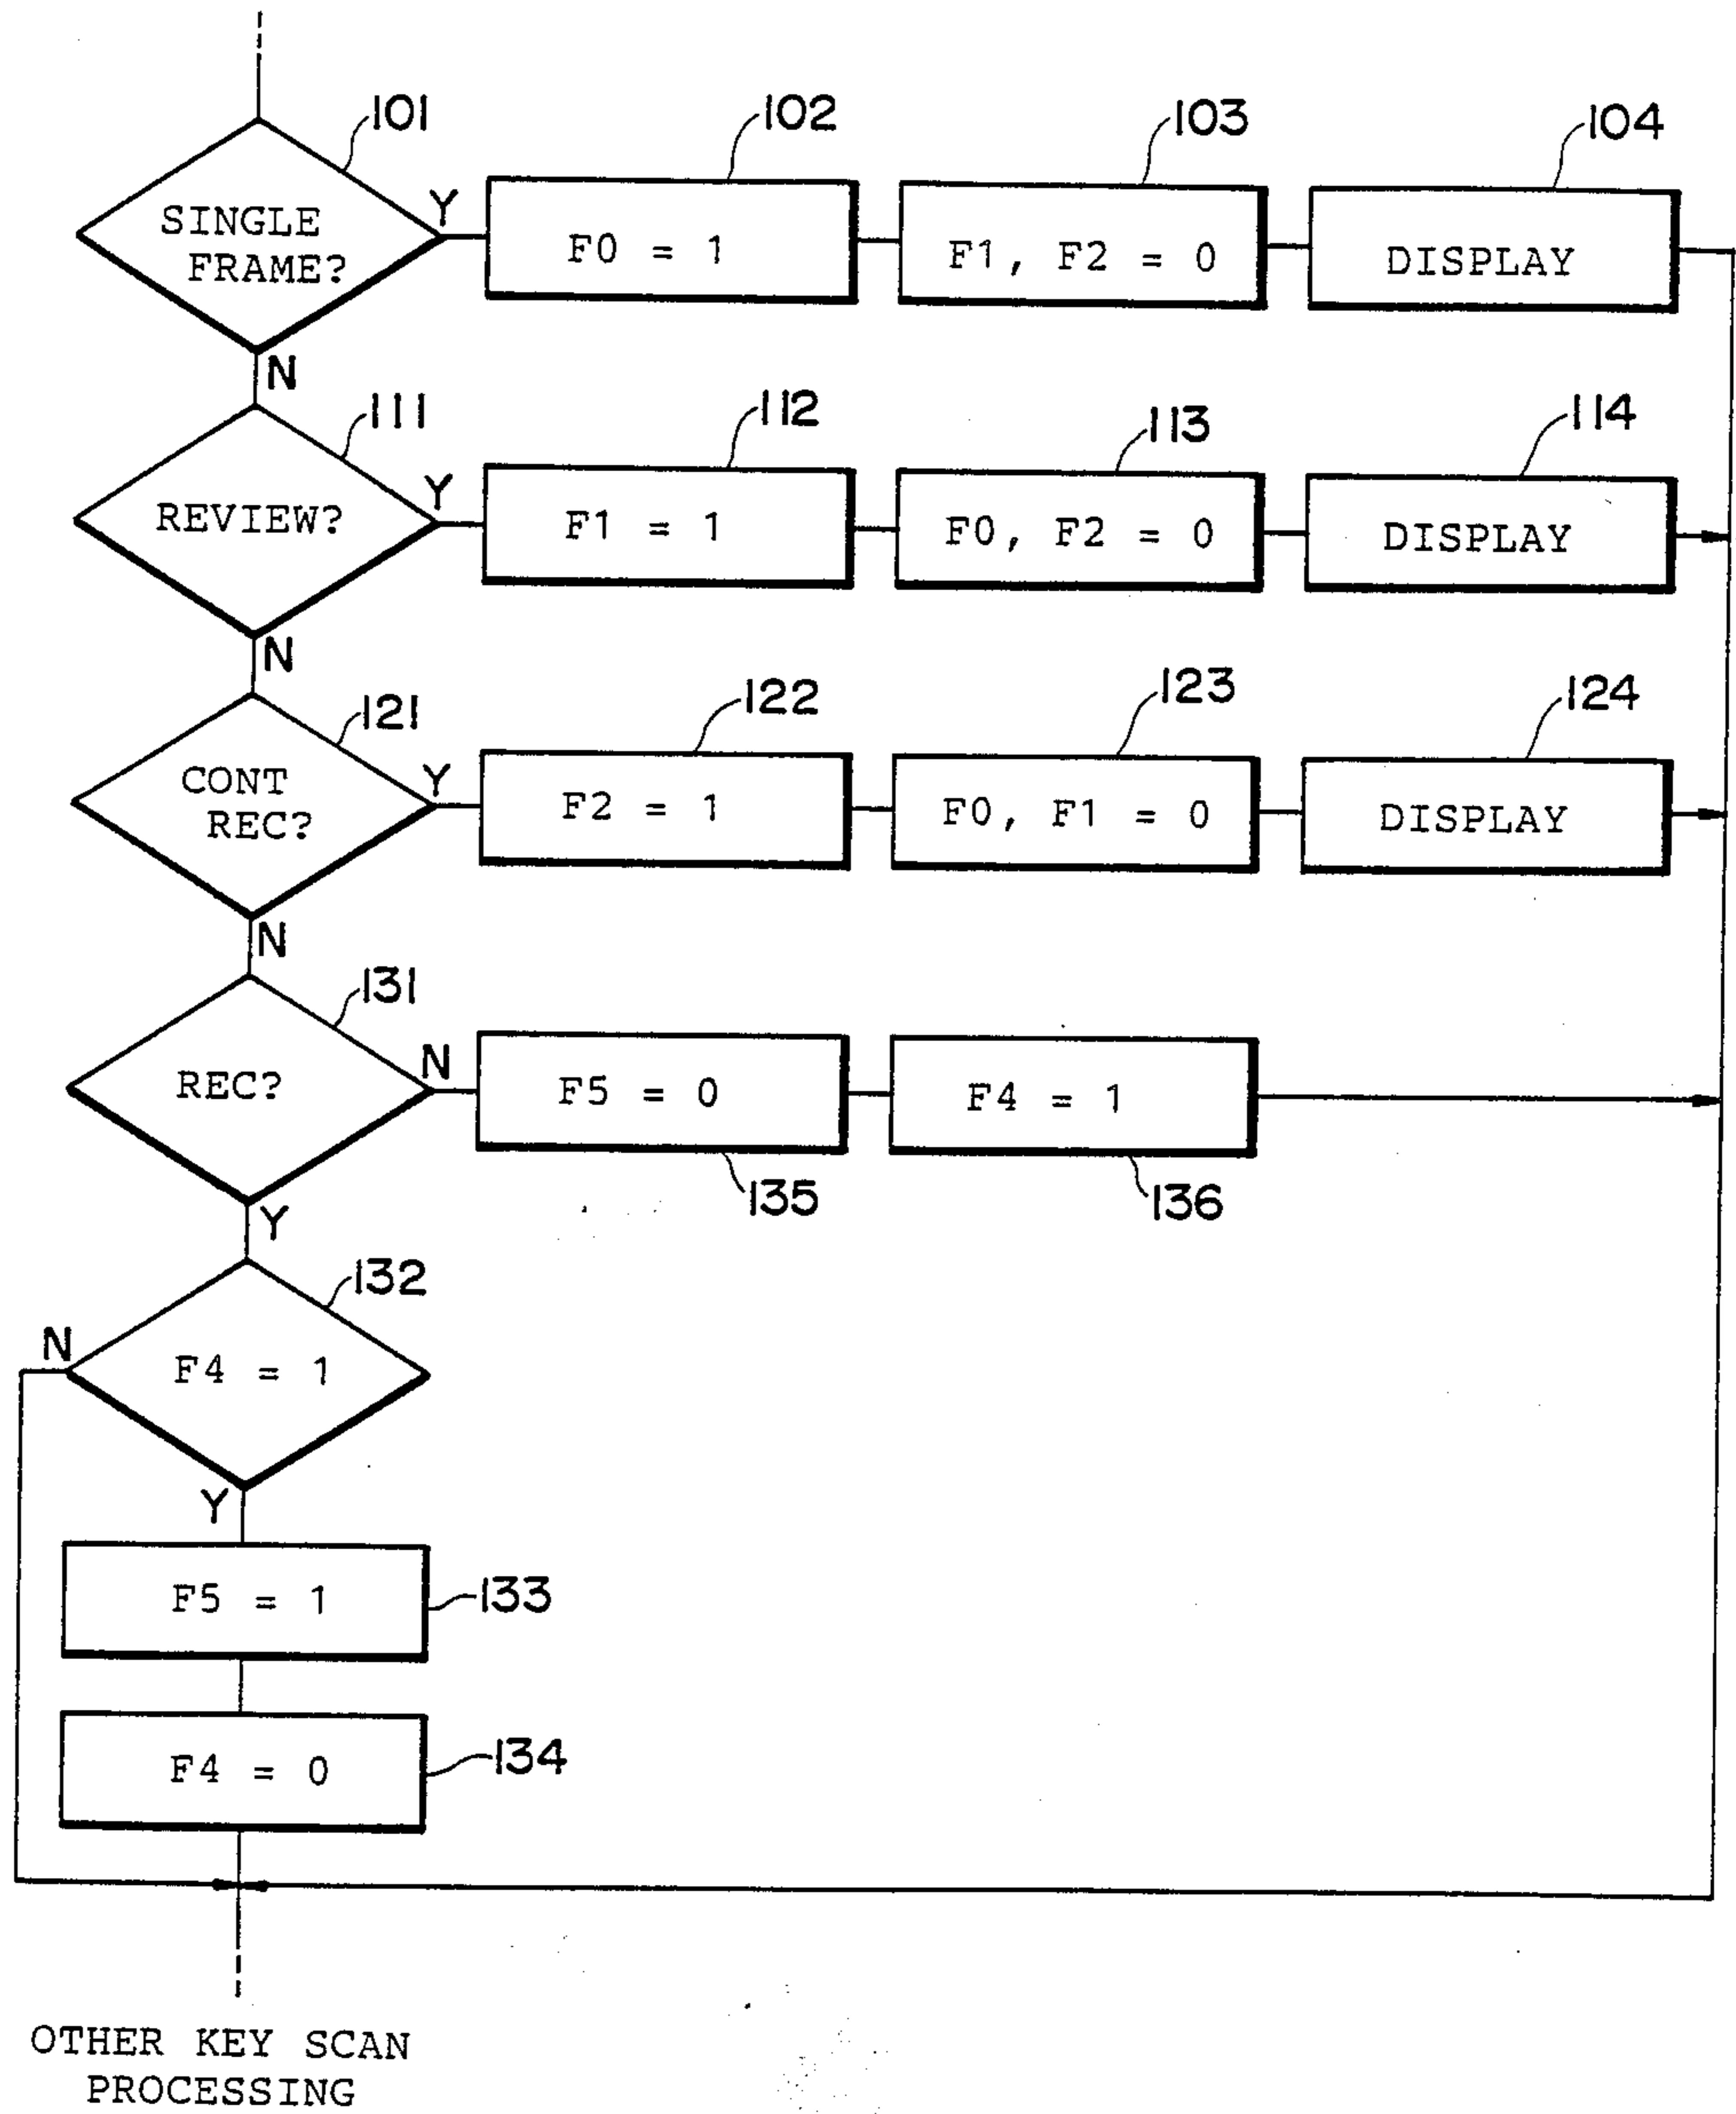 101
102
103
104
SINGLE
FRAME?
Y
F0 = 1
F1, F2 = 0
DISPLAY
N
111
112
113
114
REVIEW?
Y
F1 = 1
F0, F2 = 0
DISPLAY
N
121
122
123
124
CONT
REC?
Y
F2 = 1
F0, F1 = 0
DISPLAY
N
131
REC?
N
F5 = 0
F4 = 1
135
136
Y
132
N
F4 = 1
Y
F5 = 1
133
F4 = 0
134
OTHER KEY SCAN
PROCESSING